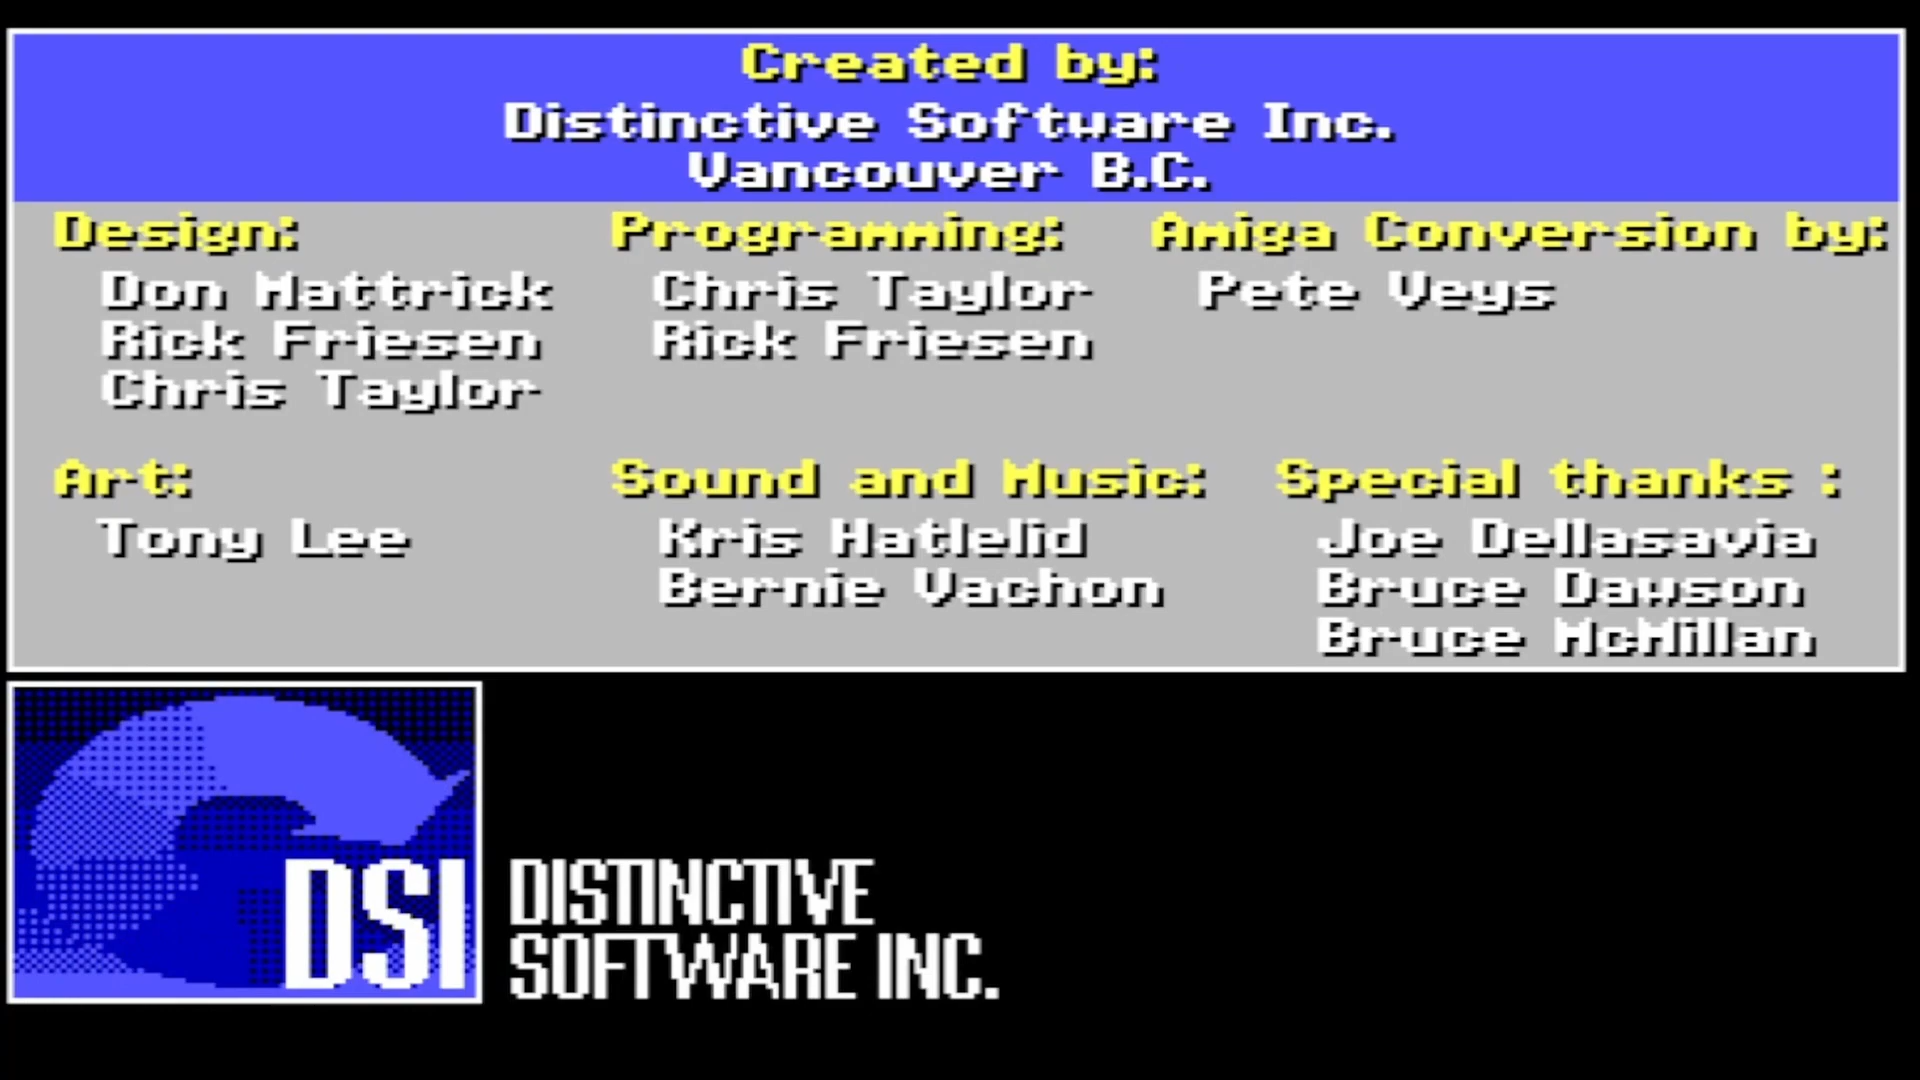 Created by:
Distinctive Software Inc.
Vancouver B.C.
Design:
Don Mattrick
Rick Friesen
Chris Taylor
Programming:
Chris Taylor
Rick Friesen
Amiga Conversion by:
Pete Veys
Art:
Tony Lee
Sound and Music:
Kris Hatlelid
Bernie Vachon
Special thanks :
Joe Dellasavia
Bruce Dawson
Bruce McMillan
DSI
DISTINCTIVE
SOFTWARE INC.